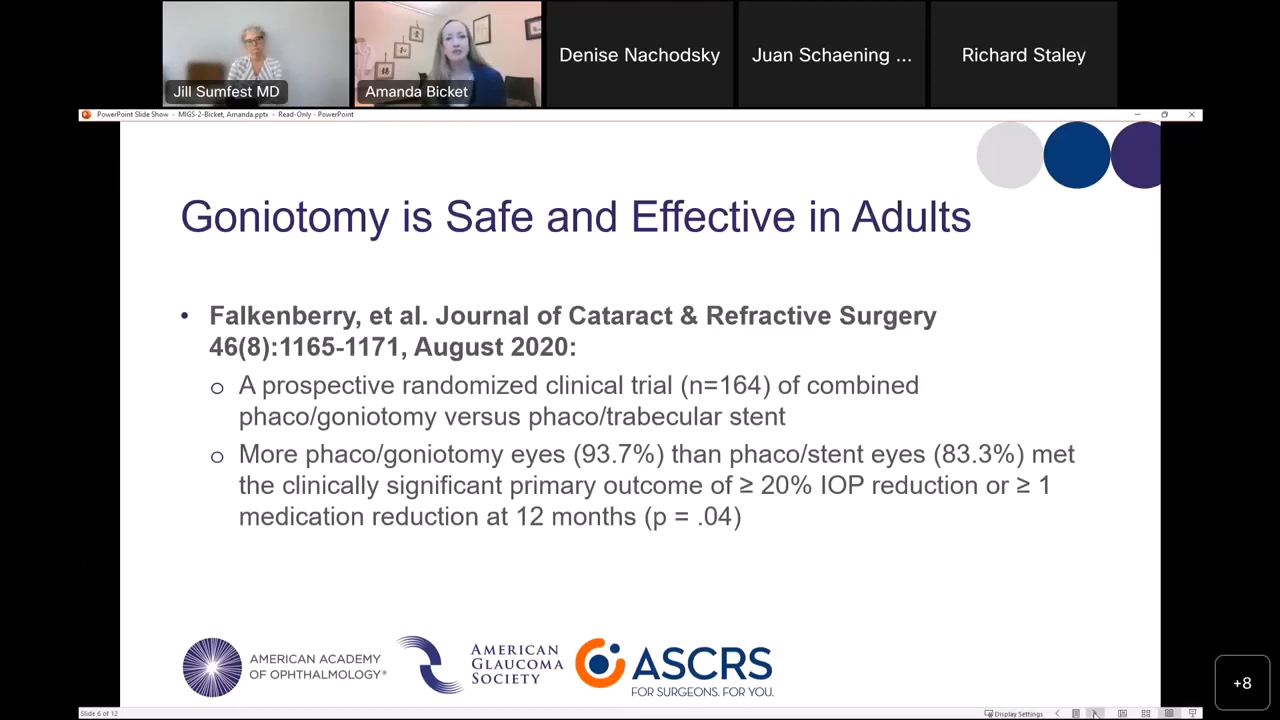 Jill Sumfest MD
Amanda Bicket
Denise Nachodsky
Juan Schaening ...
Richard Staley
PowerPoint Slide Show - MIGS-2-Bicket, Amanda.pptx - Read-Only - PowerPoint
Goniotomy is Safe and Effective in Adults
• Falkenberry, et al. Journal of Cataract & Refractive Surgery
46(8):1165-1171, August 2020:
o A prospective randomized clinical trial (n=164) of combined
phaco/goniotomy versus phaco/trabecular stent
o More phaco/goniotomy eyes (93.7%) than phaco/stent eyes (83.3%) met
the clinically significant primary outcome of ≥ 20% IOP reduction or ≥ 1
medication reduction at 12 months (p = .04)
AMERICAN ACADEMY
OF OPHTHALMOLOGY®
AMERICAN
GLAUCOMA
SOCIETY
ASCRS
FOR SURGEONS. FOR YOU.
+8
Slide 6 of 12
Display Settings